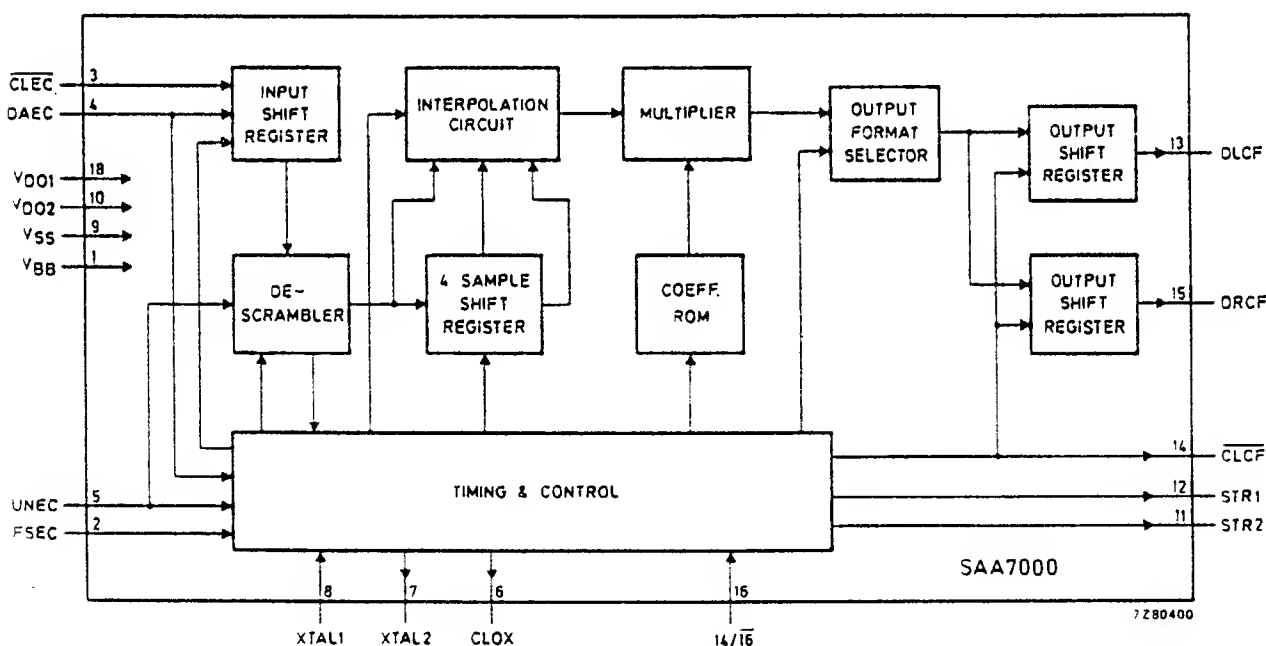 C̅L̅E̅C̅ 3
DAEC 4
VDD1 18
VDD2 10
VSS 9
VBB 1
INPUT
SHIFT
REGISTER
INTERPOLATION
CIRCUIT
MULTIPLIER
OUTPUT
FORMAT
SELECTOR
OUTPUT
SHIFT
REGISTER
13 DLCF
DE-
SCRAMBLER
4 SAMPLE
SHIFT
REGISTER
COEFF.
ROM
OUTPUT
SHIFT
REGISTER
15 DRCF
UNEC 5
FSEC 2
TIMING & CONTROL
14 C̅L̅C̅F̅
12 STR1
11 STR2
8 7 6 16
XTAL1 XTAL2 CLOX 14/1̅6̅
SAA7000
7Z80400